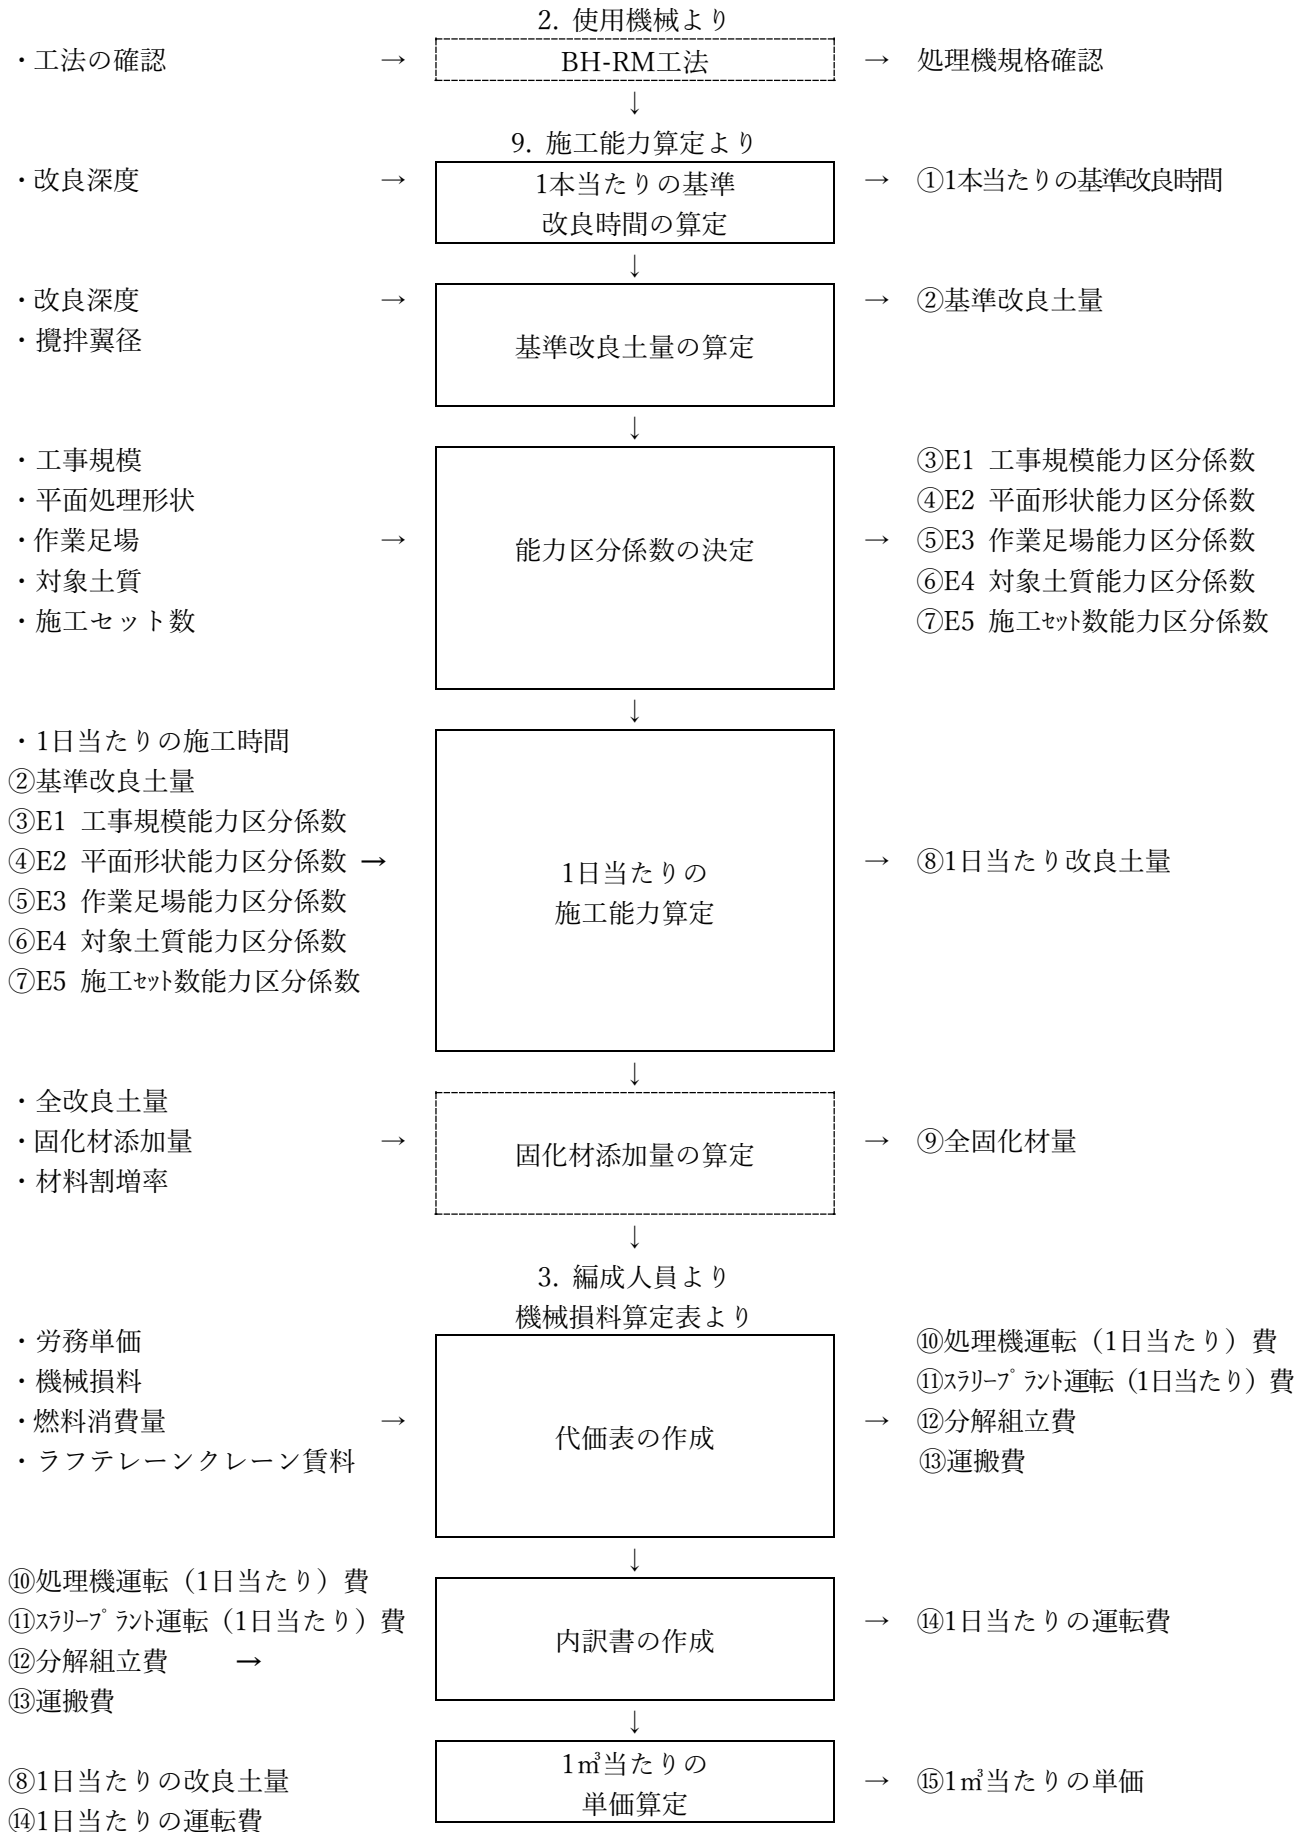 2. 使用機械より
・工法の確認 → BH-RM工法 → 処理機規格確認
↓
9. 施工能力算定より
・改良深度 → 1本当たりの基準 → ①1本当たりの基準改良時間
改良時間の算定
↓
・改良深度 → → ②基準改良土量
・攪拌翼径
基準改良土量の算定
↓
・工事規模 ③E1 工事規模能力区分係数
・平面処理形状 ④E2 平面形状能力区分係数
・作業足場 → 能力区分係数の決定 → ⑤E3 作業足場能力区分係数
・対象土質 ⑥E4 対象土質能力区分係数
・施工セット数 ⑦E5 施工ｾｯﾄ数能力区分係数
↓
・1日当たりの施工時間
②基準改良土量
③E1 工事規模能力区分係数
④E2 平面形状能力区分係数 → 1日当たりの → ⑧1日当たり改良土量
⑤E3 作業足場能力区分係数 施工能力算定
⑥E4 対象土質能力区分係数
⑦E5 施工ｾｯﾄ数能力区分係数
↓
・全改良土量
・固化材添加量 → 固化材添加量の算定 → ⑨全固化材量
・材料割増率
↓
3. 編成人員より
機械損料算定表より
・労務単価 ⑩処理機運転（1日当たり）費
・機械損料 ⑪ｽﾗﾘｰﾌﾟﾗﾝﾄ運転（1日当たり）費
・燃料消費量 → 代価表の作成 → ⑫分解組立費
・ラフテレーンクレーン賃料 ⑬運搬費
↓
⑩処理機運転（1日当たり）費
⑪ｽﾗﾘｰﾌﾟﾗﾝﾄ運転（1日当たり）費 内訳書の作成 → ⑭1日当たりの運転費
⑫分解組立費 →
⑬運搬費
↓
1㎥当たりの
⑧1日当たりの改良土量 → ⑮1㎥当たりの単価
単価算定
⑭1日当たりの運転費